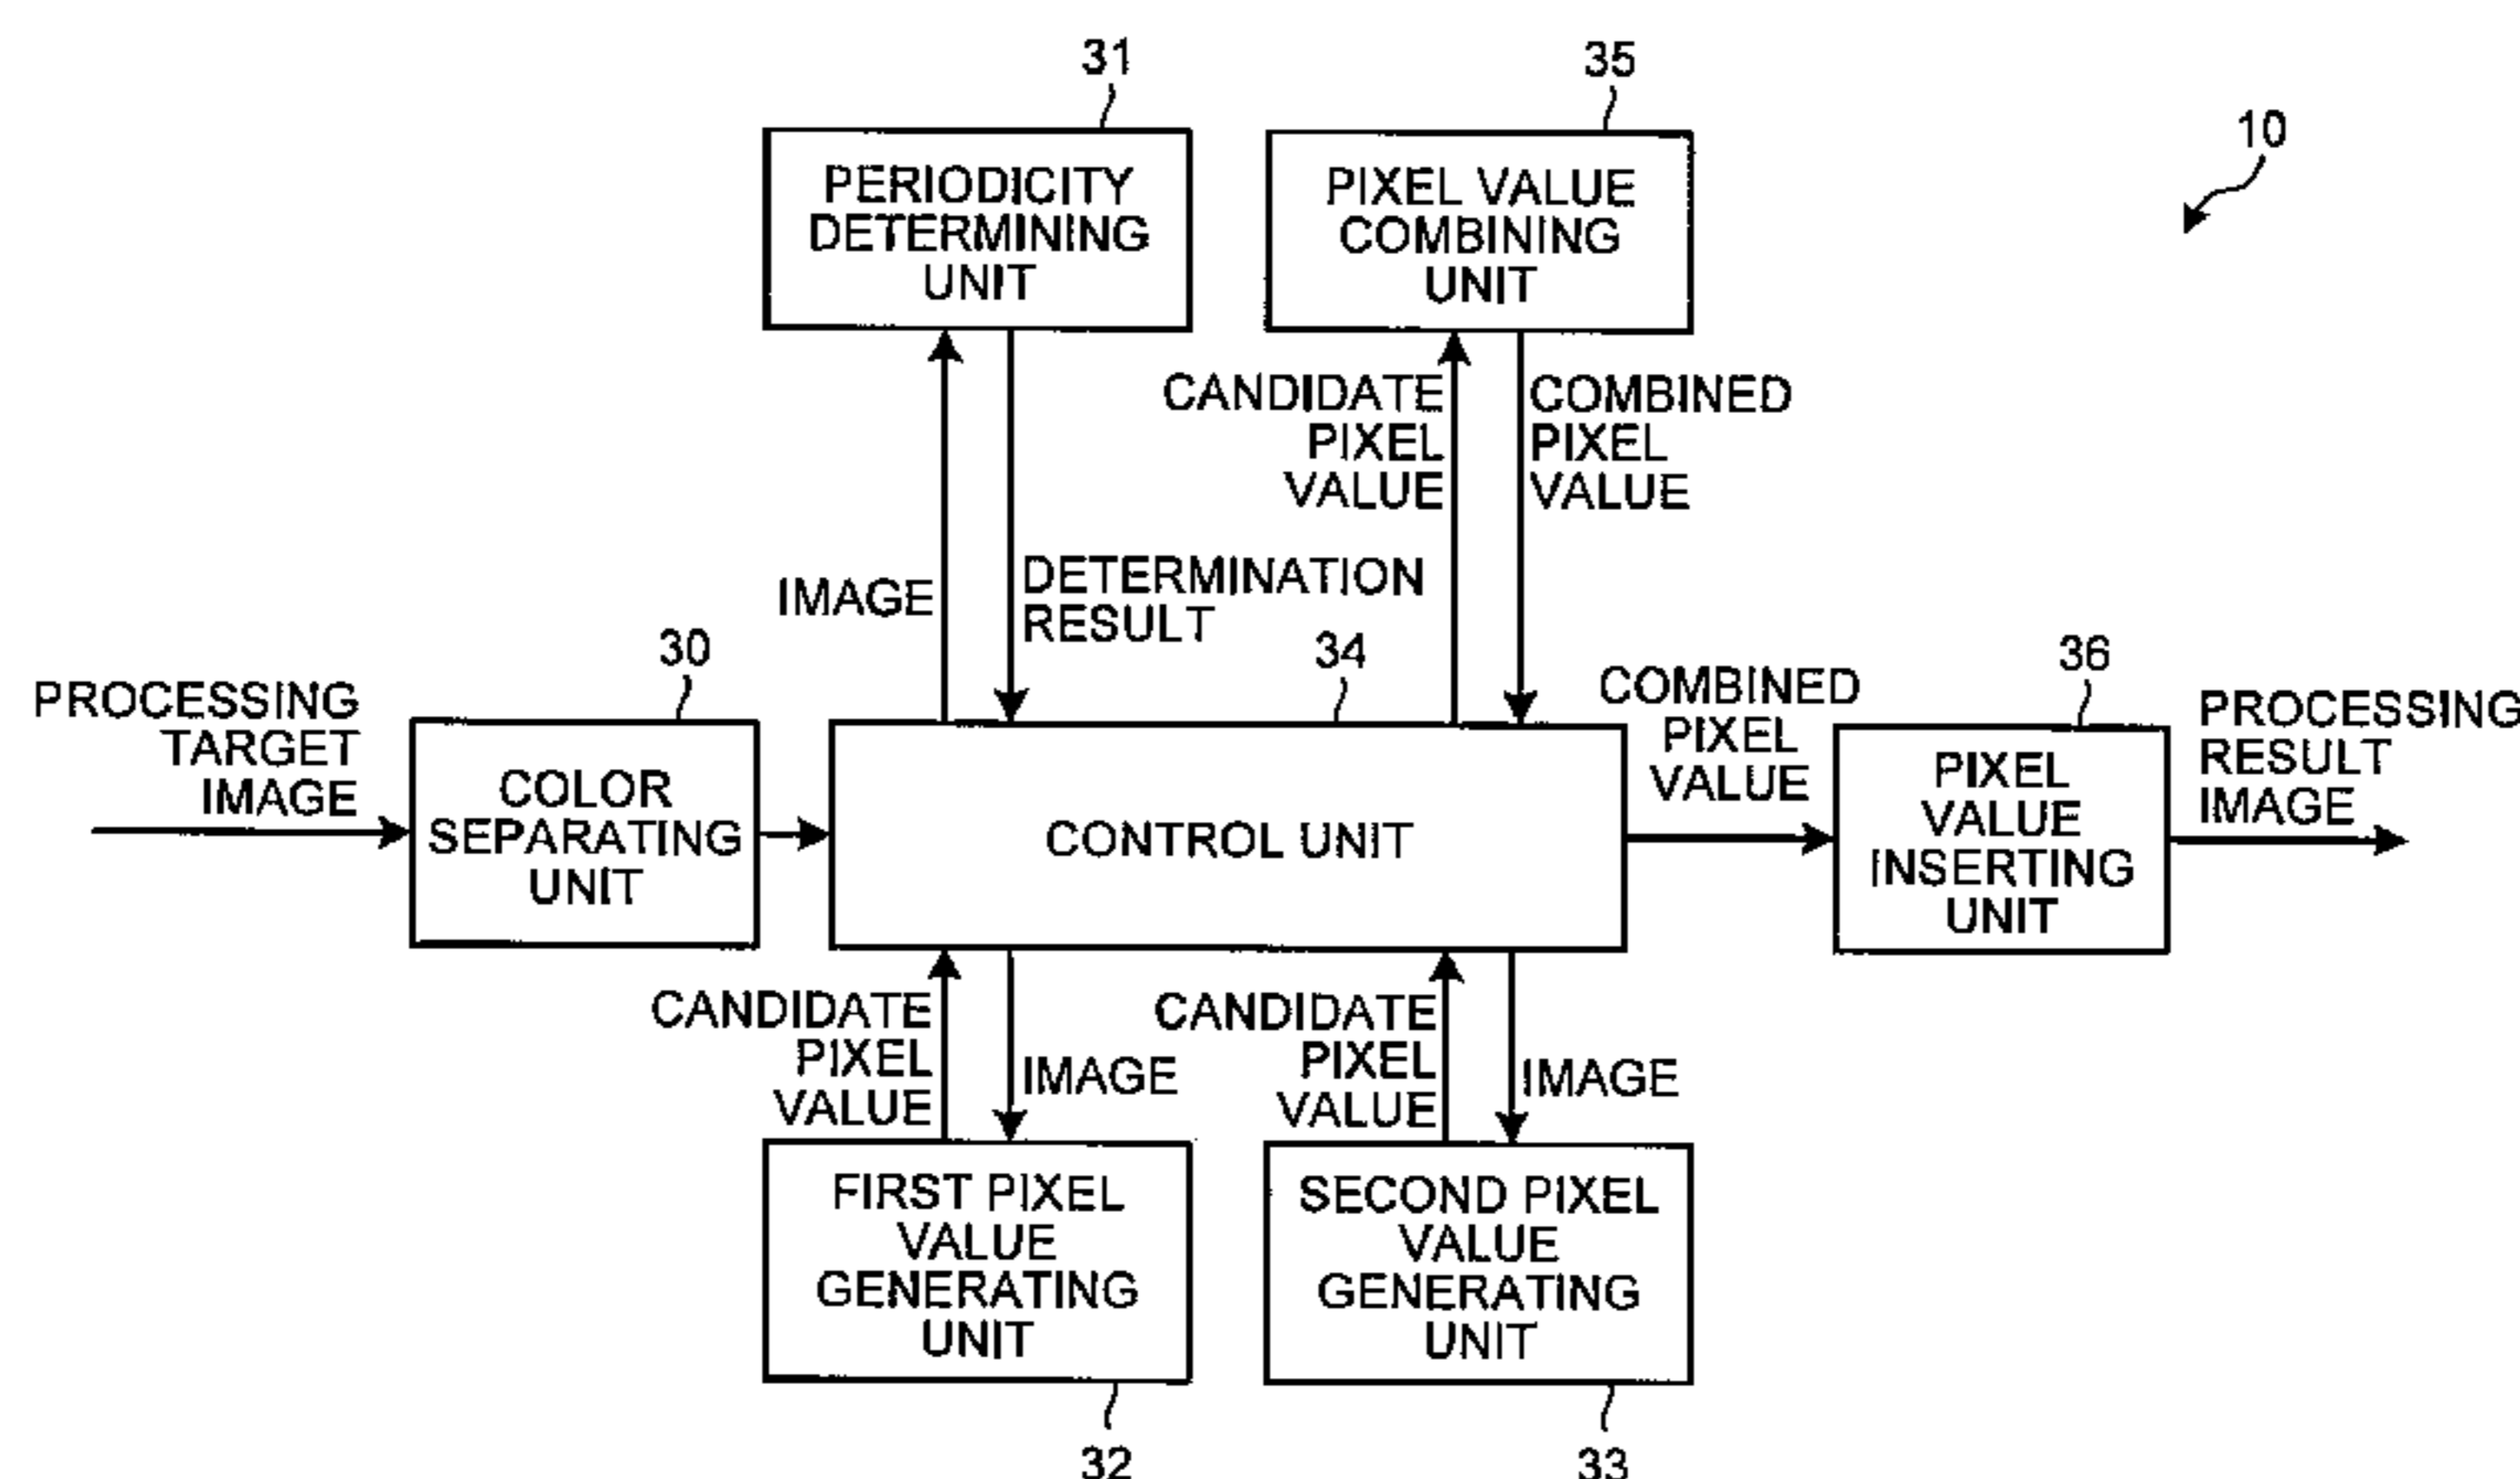 31
35
10
PERIODICITY
DETERMINING
UNIT
PIXEL VALUE
COMBINING
UNIT
CANDIDATE
PIXEL
VALUE
COMBINED
PIXEL
VALUE
IMAGE
DETERMINATION
RESULT
30
34
36
PROCESSING
TARGET
IMAGE
COLOR
SEPARATING
UNIT
CONTROL UNIT
COMBINED
PIXEL
VALUE
PIXEL
VALUE
INSERTING
UNIT
PROCESSING
RESULT
IMAGE
CANDIDATE
PIXEL
VALUE
IMAGE
CANDIDATE
PIXEL
VALUE
IMAGE
FIRST PIXEL
VALUE
GENERATING
UNIT
SECOND PIXEL
VALUE
GENERATING
UNIT
32
33